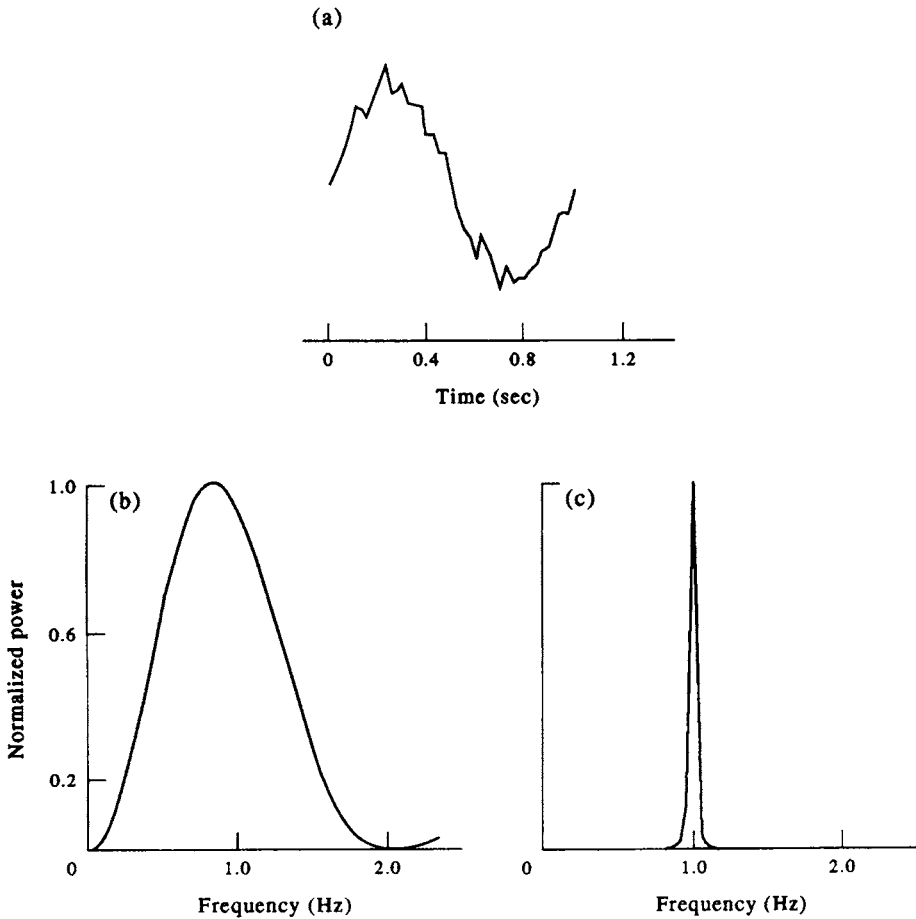 (a)
0 0.4 0.8 1.2
Time (sec)
1.0 (b)
0.6
0.2
Normalized power
0 1.0 2.0
Frequency (Hz)
(c)
0 1.0 2.0
Frequency (Hz)